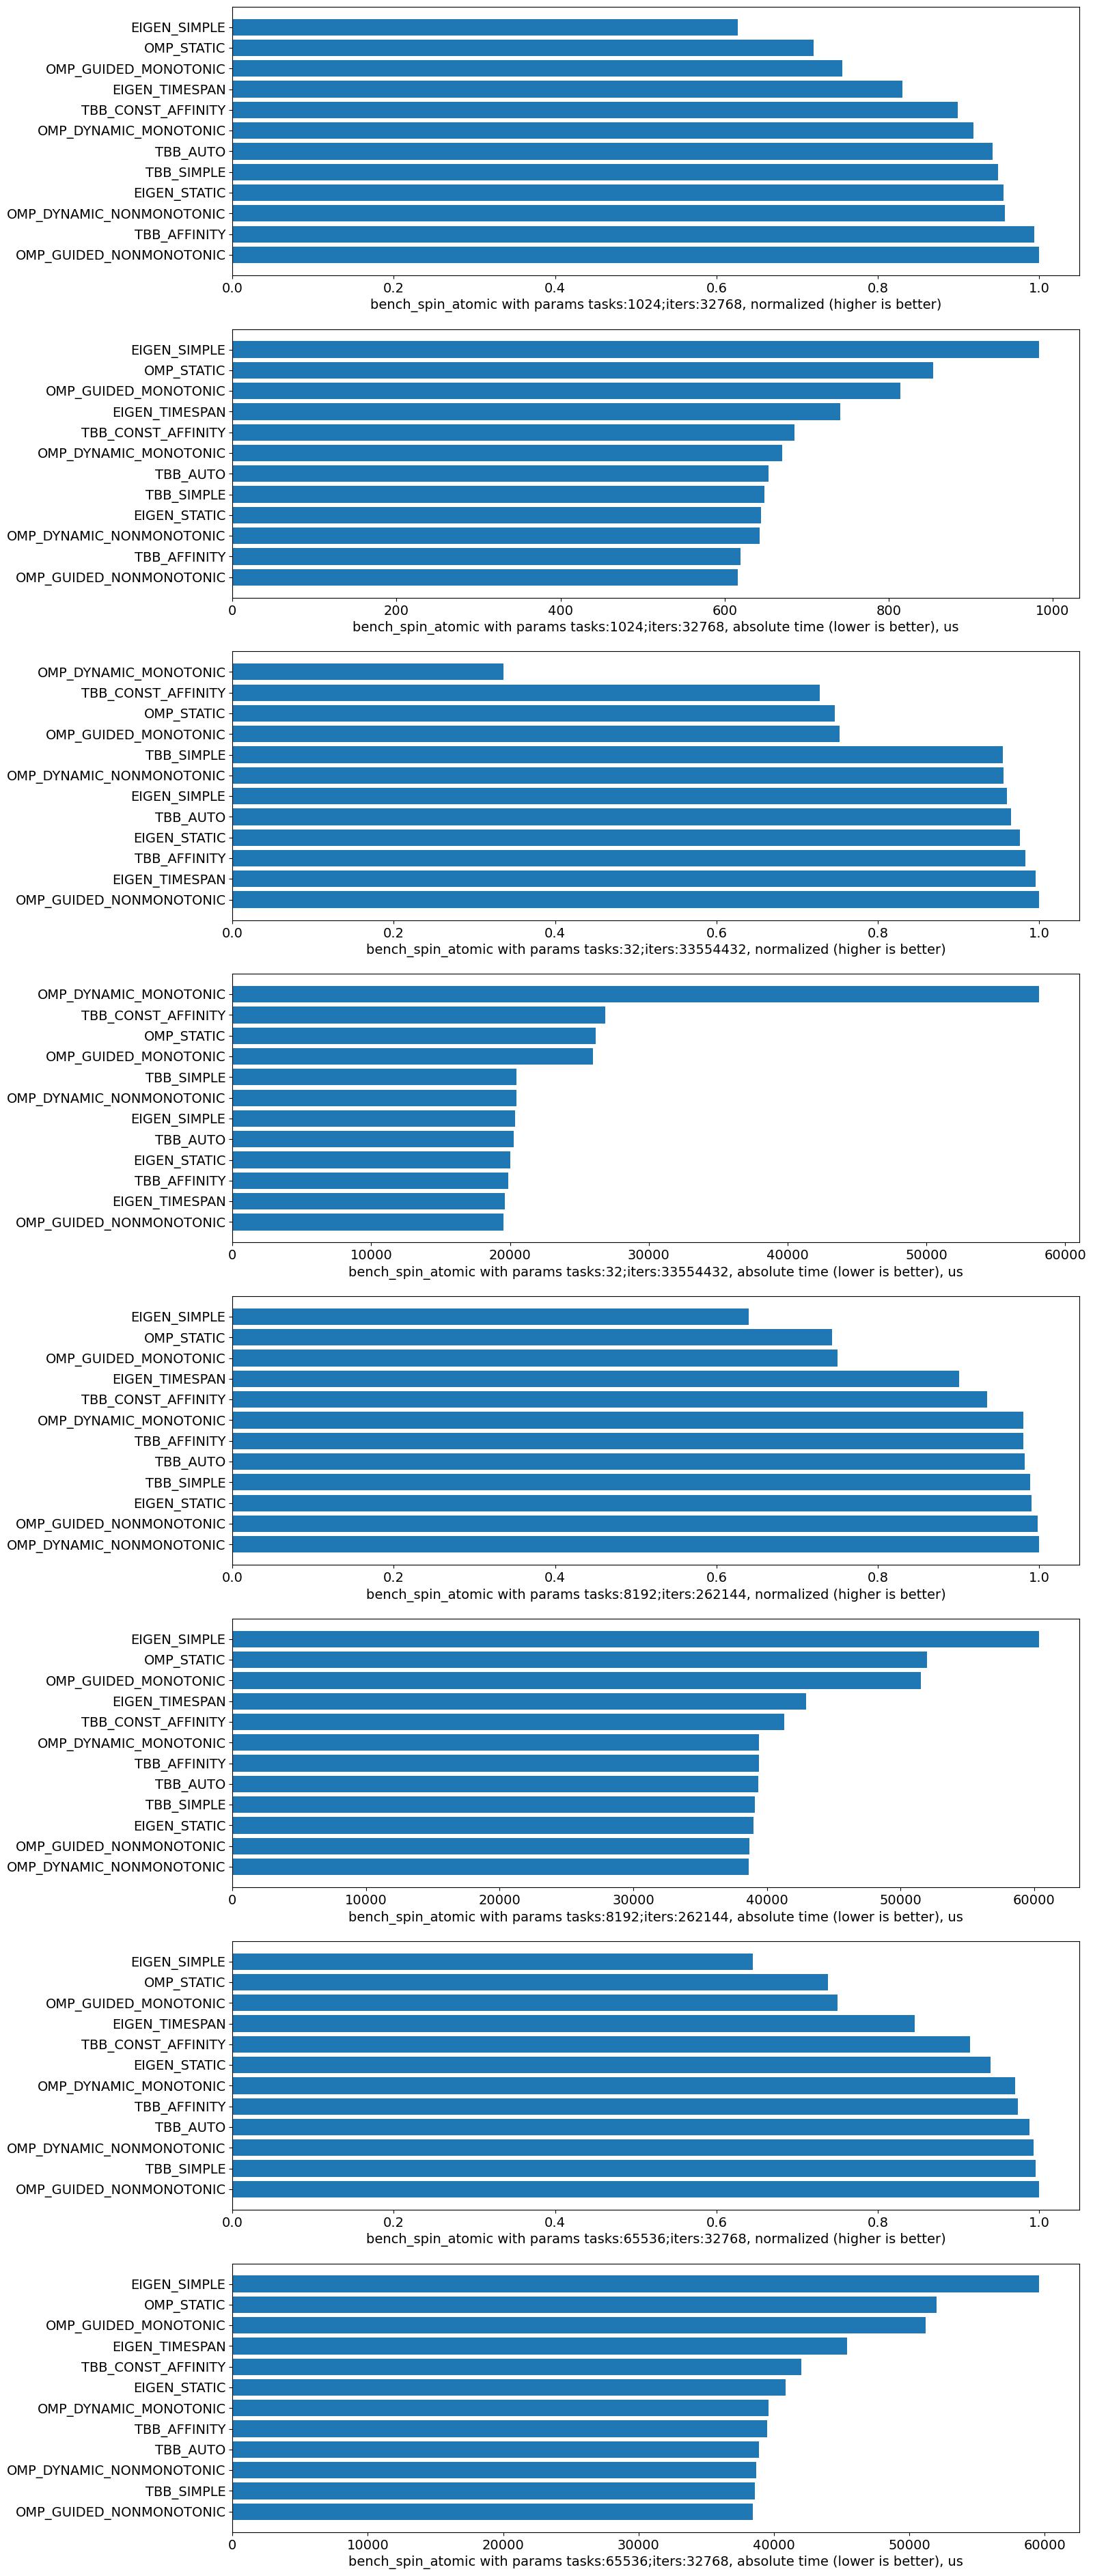 EIGEN_SIMPLE
OMP_STATIC
OMP_GUIDED_MONOTONIC
EIGEN_TIMESPAN
TBB_CONST_AFFINITY
OMP_DYNAMIC_MONOTONIC
TBB_AUTO
TBB_SIMPLE
EIGEN_STATIC
OMP_DYNAMIC_NONMONOTONIC
TBB_AFFINITY
OMP_GUIDED_NONMONOTONIC
0.0 0.2 0.4 0.6 0.8 1.0
bench_spin_atomic with params tasks:1024;iters:32768, normalized (higher is better)
EIGEN_SIMPLE
OMP_STATIC
OMP_GUIDED_MONOTONIC
EIGEN_TIMESPAN
TBB_CONST_AFFINITY
OMP_DYNAMIC_MONOTONIC
TBB_AUTO
TBB_SIMPLE
EIGEN_STATIC
OMP_DYNAMIC_NONMONOTONIC
TBB_AFFINITY
OMP_GUIDED_NONMONOTONIC
0 200 400 600 800 1000
bench_spin_atomic with params tasks:1024;iters:32768, absolute time (lower is better), us
OMP_DYNAMIC_MONOTONIC
TBB_CONST_AFFINITY
OMP_STATIC
OMP_GUIDED_MONOTONIC
TBB_SIMPLE
OMP_DYNAMIC_NONMONOTONIC
EIGEN_SIMPLE
TBB_AUTO
EIGEN_STATIC
TBB_AFFINITY
EIGEN_TIMESPAN
OMP_GUIDED_NONMONOTONIC
0.0 0.2 0.4 0.6 0.8 1.0
bench_spin_atomic with params tasks:32;iters:33554432, normalized (higher is better)
OMP_DYNAMIC_MONOTONIC
TBB_CONST_AFFINITY
OMP_STATIC
OMP_GUIDED_MONOTONIC
TBB_SIMPLE
OMP_DYNAMIC_NONMONOTONIC
EIGEN_SIMPLE
TBB_AUTO
EIGEN_STATIC
TBB_AFFINITY
EIGEN_TIMESPAN
OMP_GUIDED_NONMONOTONIC
0 10000 20000 30000 40000 50000 60000
bench_spin_atomic with params tasks:32;iters:33554432, absolute time (lower is better), us
EIGEN_SIMPLE
OMP_STATIC
OMP_GUIDED_MONOTONIC
EIGEN_TIMESPAN
TBB_CONST_AFFINITY
OMP_DYNAMIC_MONOTONIC
TBB_AFFINITY
TBB_AUTO
TBB_SIMPLE
EIGEN_STATIC
OMP_GUIDED_NONMONOTONIC
OMP_DYNAMIC_NONMONOTONIC
0.0 0.2 0.4 0.6 0.8 1.0
bench_spin_atomic with params tasks:8192;iters:262144, normalized (higher is better)
EIGEN_SIMPLE
OMP_STATIC
OMP_GUIDED_MONOTONIC
EIGEN_TIMESPAN
TBB_CONST_AFFINITY
OMP_DYNAMIC_MONOTONIC
TBB_AFFINITY
TBB_AUTO
TBB_SIMPLE
EIGEN_STATIC
OMP_GUIDED_NONMONOTONIC
OMP_DYNAMIC_NONMONOTONIC
0 10000 20000 30000 40000 50000 60000
bench_spin_atomic with params tasks:8192;iters:262144, absolute time (lower is better), us
EIGEN_SIMPLE
OMP_STATIC
OMP_GUIDED_MONOTONIC
EIGEN_TIMESPAN
TBB_CONST_AFFINITY
EIGEN_STATIC
OMP_DYNAMIC_MONOTONIC
TBB_AFFINITY
TBB_AUTO
OMP_DYNAMIC_NONMONOTONIC
TBB_SIMPLE
OMP_GUIDED_NONMONOTONIC
0.0 0.2 0.4 0.6 0.8 1.0
bench_spin_atomic with params tasks:65536;iters:32768, normalized (higher is better)
EIGEN_SIMPLE
OMP_STATIC
OMP_GUIDED_MONOTONIC
EIGEN_TIMESPAN
TBB_CONST_AFFINITY
EIGEN_STATIC
OMP_DYNAMIC_MONOTONIC
TBB_AFFINITY
TBB_AUTO
OMP_DYNAMIC_NONMONOTONIC
TBB_SIMPLE
OMP_GUIDED_NONMONOTONIC
0 10000 20000 30000 40000 50000 60000
bench_spin_atomic with params tasks:65536;iters:32768, absolute time (lower is better), us